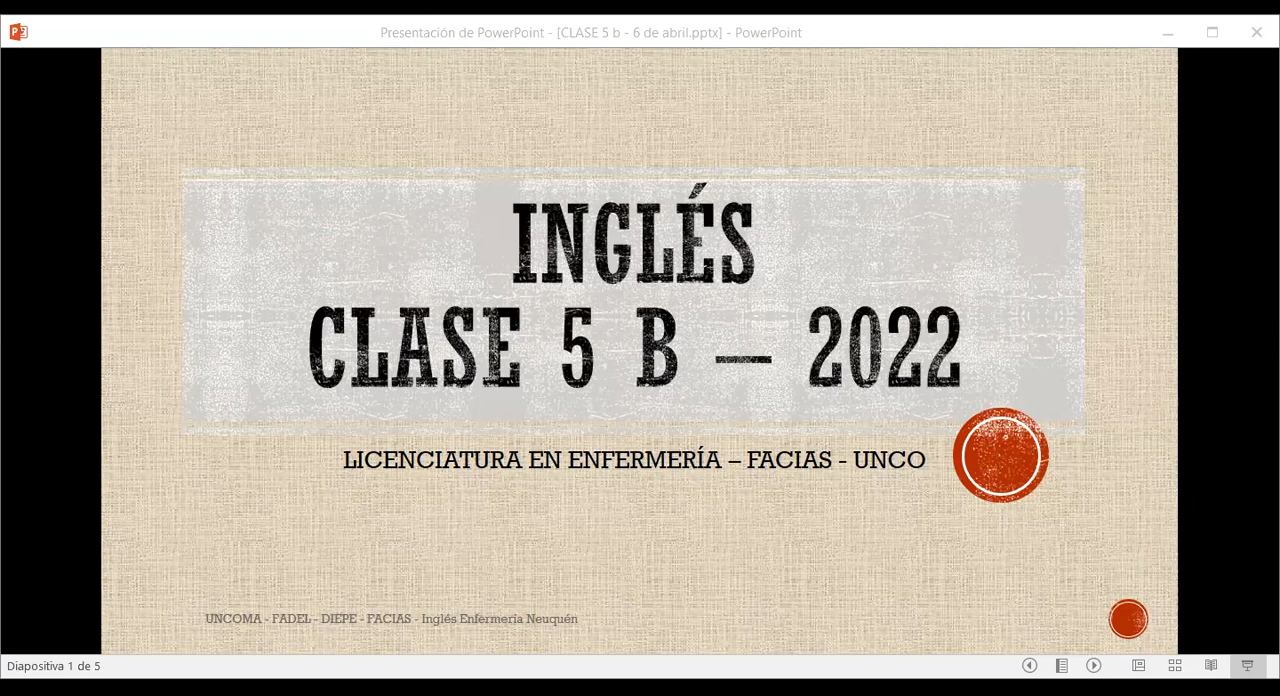 Presentación de PowerPoint - [CLASE 5 b - 6 de abril.pptx] - PowerPoint
INGLÉS
CLASE 5 B – 2022
LICENCIATURA EN ENFERMERÍA – FACIAS - UNCO
UNCOMA - FADEL - DIEPE - FACIAS - Inglés Enfermería Neuquén
Diapositiva 1 de 5